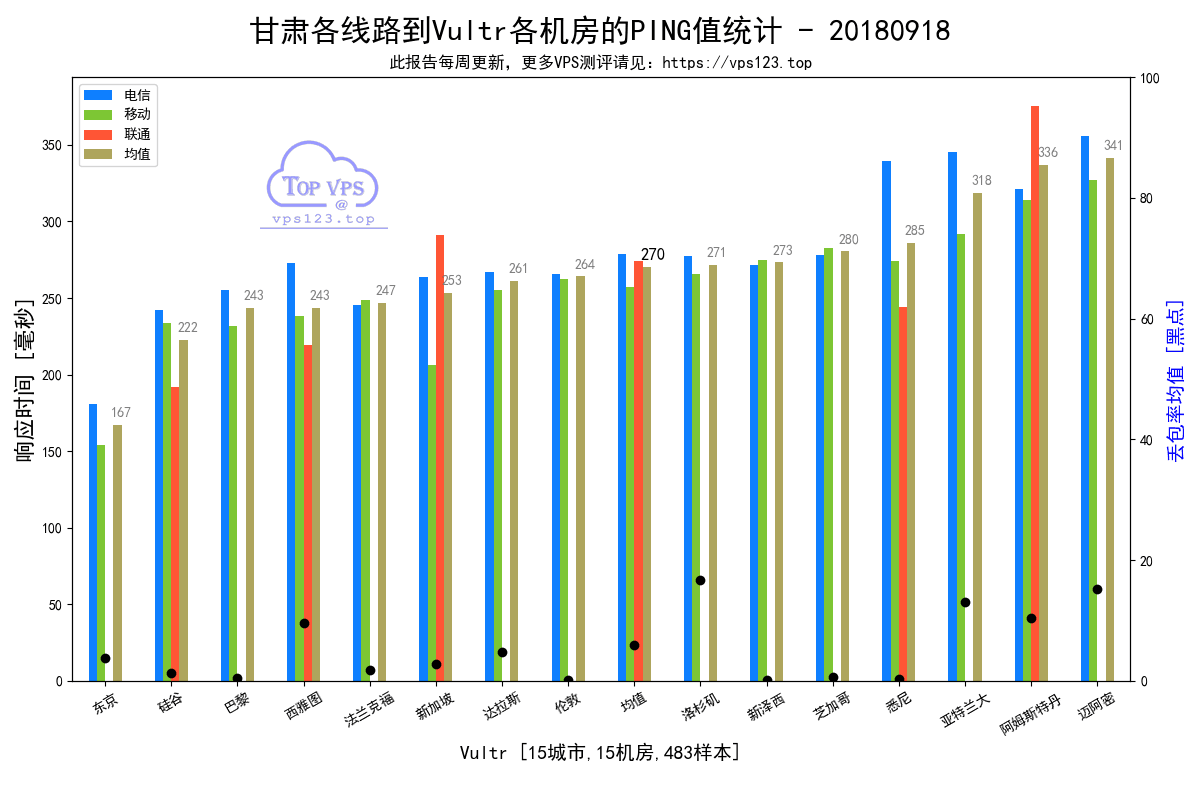 甘肃各线路到Vultr各机房的PING值统计 - 20180918
此报告每周更新，更多VPS测评请见：https://vps123.top
电信
移动
联通
均值
TOP VPS
@
vps123.top
响应时间 [毫秒]
0
50
100
150
200
250
300
350
167
222
243
243
247
253
261
264
270
271
273
280
285
318
336
341
0
20
40
60
80
100
丢包率均值 [黑点]
东京
硅谷
巴黎
西雅图
法兰克福
新加坡
达拉斯
伦敦
均值
洛杉矶
新泽西
芝加哥
悉尼
亚特兰大
阿姆斯特丹
迈阿密
Vultr [15城市,15机房,483样本]